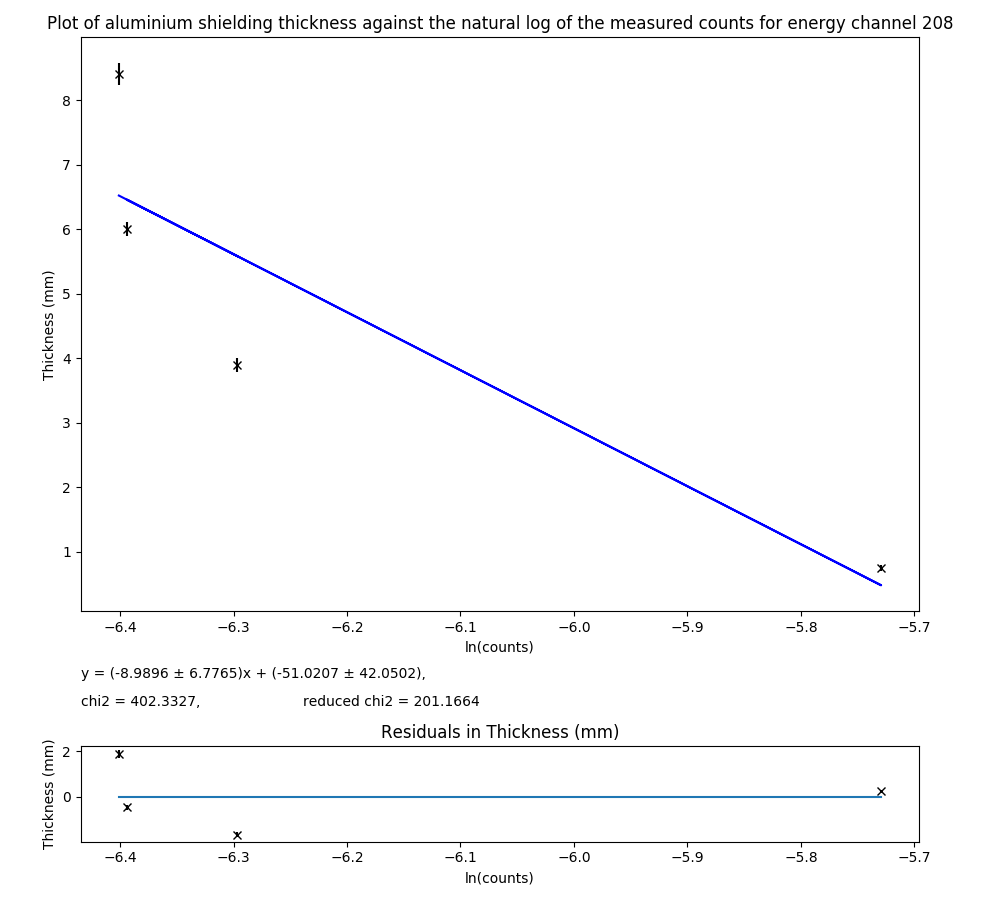 Plot of aluminium shielding thickness against the natural log of the measured counts for energy channel 208
Thickness (mm)
8
7
6
5
4
3
2
1
−6.4 −6.3 −6.2 −6.1 −6.0 −5.9 −5.8 −5.7
ln(counts)
y = (-8.9896 ± 6.7765)x + (-51.0207 ± 42.0502),
chi2 = 402.3327, reduced chi2 = 201.1664
Residuals in Thickness (mm)
Thickness (mm)
2
0
−6.4 −6.3 −6.2 −6.1 −6.0 −5.9 −5.8 −5.7
ln(counts)